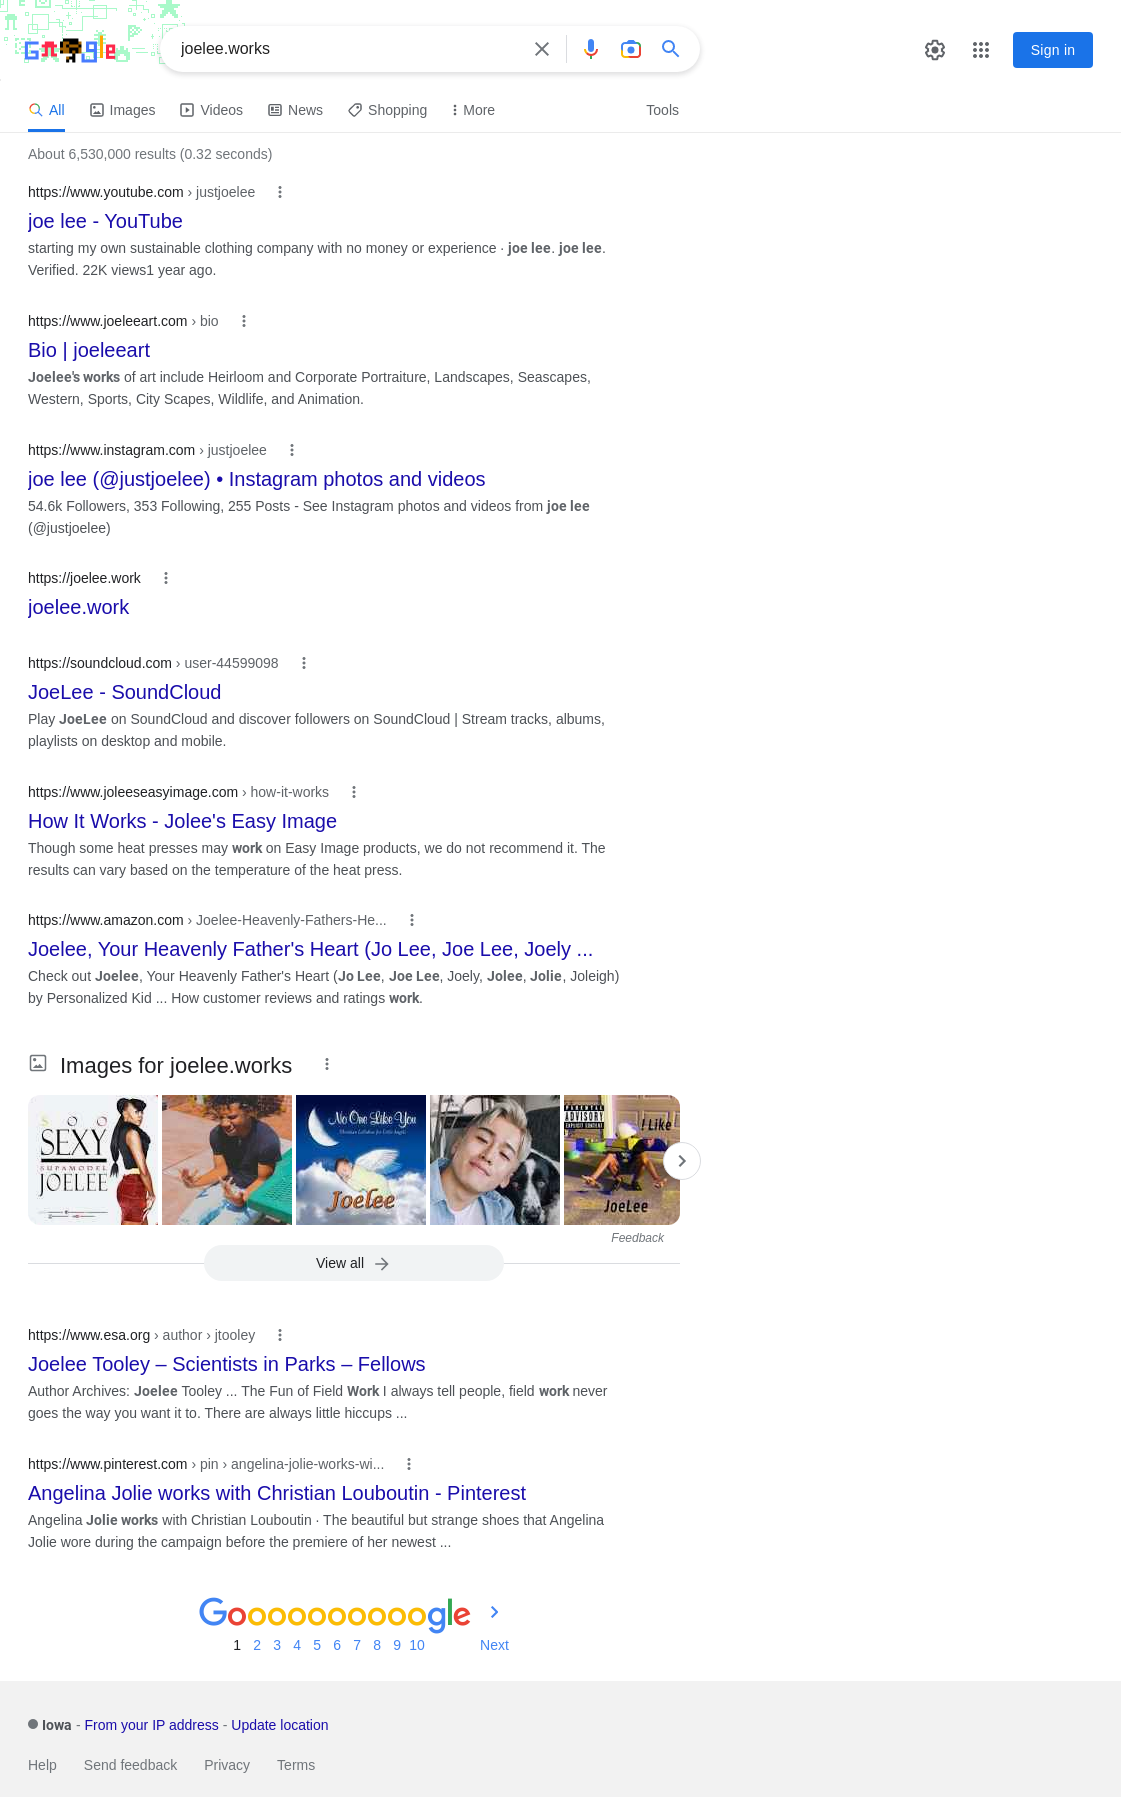 Google
joelee.works
Sign in
All
Images
Videos
News
Shopping
More
Tools
About 6,530,000 results (0.32 seconds)
https://www.youtube.com › justjoelee
joe lee - YouTube
starting my own sustainable clothing company with no money or experience · joe lee. joe lee.
Verified. 22K views1 year ago.
https://www.joeleeart.com › bio
Bio | joeleeart
Joelee's works of art include Heirloom and Corporate Portraiture, Landscapes, Seascapes,
Western, Sports, City Scapes, Wildlife, and Animation.
https://www.instagram.com › justjoelee
joe lee (@justjoelee) • Instagram photos and videos
54.6k Followers, 353 Following, 255 Posts - See Instagram photos and videos from joe lee
(@justjoelee)
https://joelee.work
joelee.work
https://soundcloud.com › user-44599098
JoeLee - SoundCloud
Play JoeLee on SoundCloud and discover followers on SoundCloud | Stream tracks, albums,
playlists on desktop and mobile.
https://www.joleeseasyimage.com › how-it-works
How It Works - Jolee's Easy Image
Though some heat presses may work on Easy Image products, we do not recommend it. The
results can vary based on the temperature of the heat press.
https://www.amazon.com › Joelee-Heavenly-Fathers-He...
Joelee, Your Heavenly Father's Heart (Jo Lee, Joe Lee, Joely ...
Check out Joelee, Your Heavenly Father's Heart (Jo Lee, Joe Lee, Joely, Jolee, Jolie, Joleigh)
by Personalized Kid ... How customer reviews and ratings work.
Images for joelee.works
SOO
SEXY
SUPAMODEL
JOELEE
No One Like You
Christian Lullabies for Little Angels
Joelee
PARENTAL
ADVISORY
EXPLICIT CONTENT
I Like
JoeLee
Feedback
View all
https://www.esa.org › author › jtooley
Joelee Tooley – Scientists in Parks – Fellows
Author Archives: Joelee Tooley ... The Fun of Field Work I always tell people, field work never
goes the way you want it to. There are always little hiccups ...
https://www.pinterest.com › pin › angelina-jolie-works-wi...
Angelina Jolie works with Christian Louboutin - Pinterest
Angelina Jolie works with Christian Louboutin · The beautiful but strange shoes that Angelina
Jolie wore during the campaign before the premiere of her newest ...
Goooooooooogle
1 2 3 4 5 6 7 8 9 10 Next
Iowa - From your IP address - Update location
Help Send feedback Privacy Terms